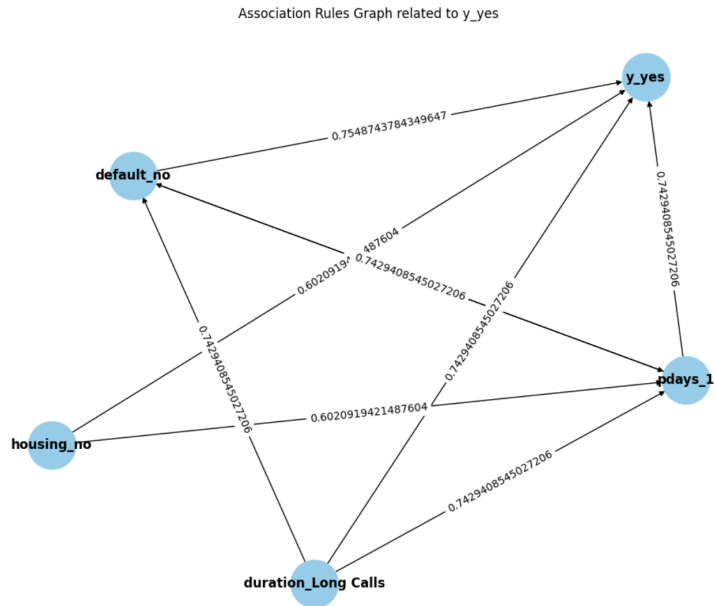 Association Rules Graph related to y_yes
y_yes
0.7548743784349647
default_no
0.7429408545027206
0.7429408545027206
0.7429408545027206
0.7429408545027206
pdays_1
0.6020919421487604
housing_no
0.7429408545027206
duration_Long Calls